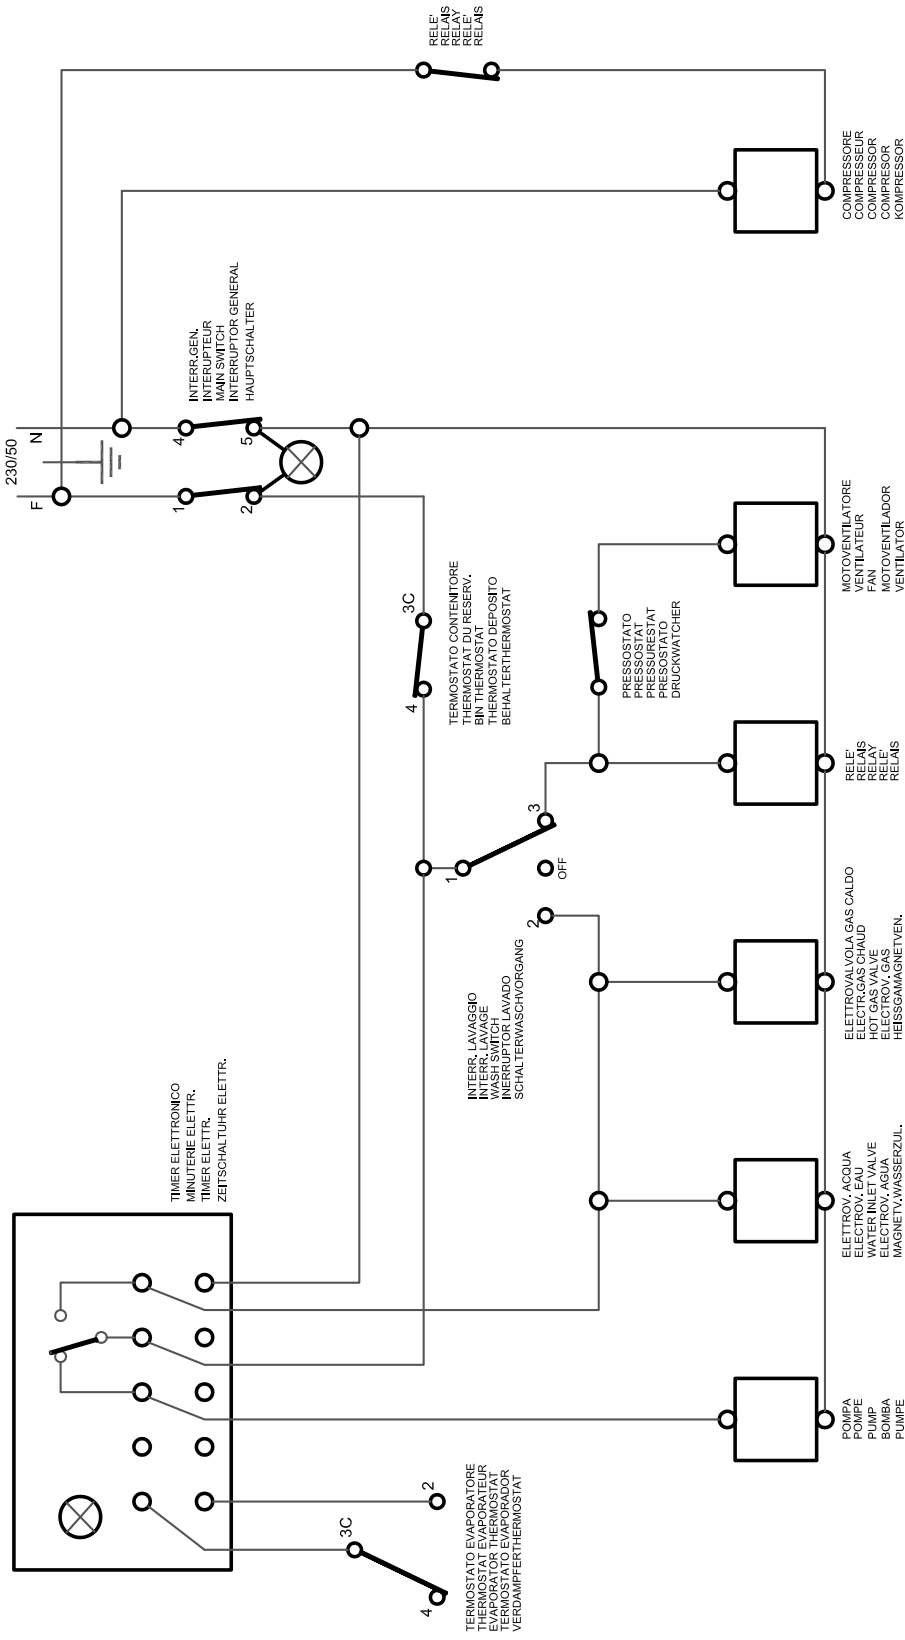 RELE'
RELAIS
RELAY
RELE'
RELAIS
COMPRESSORE
COMPRESSEUR
COMPRESSOR
COMPRESOR
KOMPRESSOR
230/50
F
N
1
2
4
5
INTERR.GEN.
INTERUPTEUR
MAIN SWITCH
INTERRUPTOR GENERAL
HAUPTSCHALTER
MOTOVENTILATORE
VENTILATEUR
FAN
MOTOVENTILADOR
VENTILATOR
3C
4
TERMOSTATO CONTENITORE
THERMOSTAT DU RESERV.
BIN THERMOSTAT
THERMOSTATO DEPOSITO
BEHALTERTHERMOSTAT
PRESSOSTATO
PRESSOSTAT
PRESSURESTAT
PRESOSTATO
DRUCKWATCHER
RELE'
RELAIS
RELAY
RELE'
RELAIS
1
3
OFF
2
INTERR. LAVAGGIO
INTERR. LAVAGE
WASH SWITCH
INERRUPTOR LAVADO
SCHALTERWASCHVORGANG
ELETTROVALVOLA GAS CALDO
ELECTR.GAS CHAUD
HOT GAS VALVE
ELECTROV. GAS
HEISSGAMAGNETVEN.
TIMER ELETTRONICO
MINUTERIE ELETTR.
TIMER ELETTR.
ZEITSCHALTUHR ELETTR.
ELETTROV. ACQUA
ELECTROV. EAU
WATER INLET VALVE
ELECTROV. AGUA
MAGNETV.WASSERZUL.
POMPA
POMPE
PUMP
BOMBA
PUMPE
3C
2
4
TERMOSTATO EVAPORATORE
THERMOSTAT EVAPORATEUR
EVAPORATOR THERMOSTAT
TERMOSTATO EVAPORADOR
VERDAMPFERTHERMOSTAT